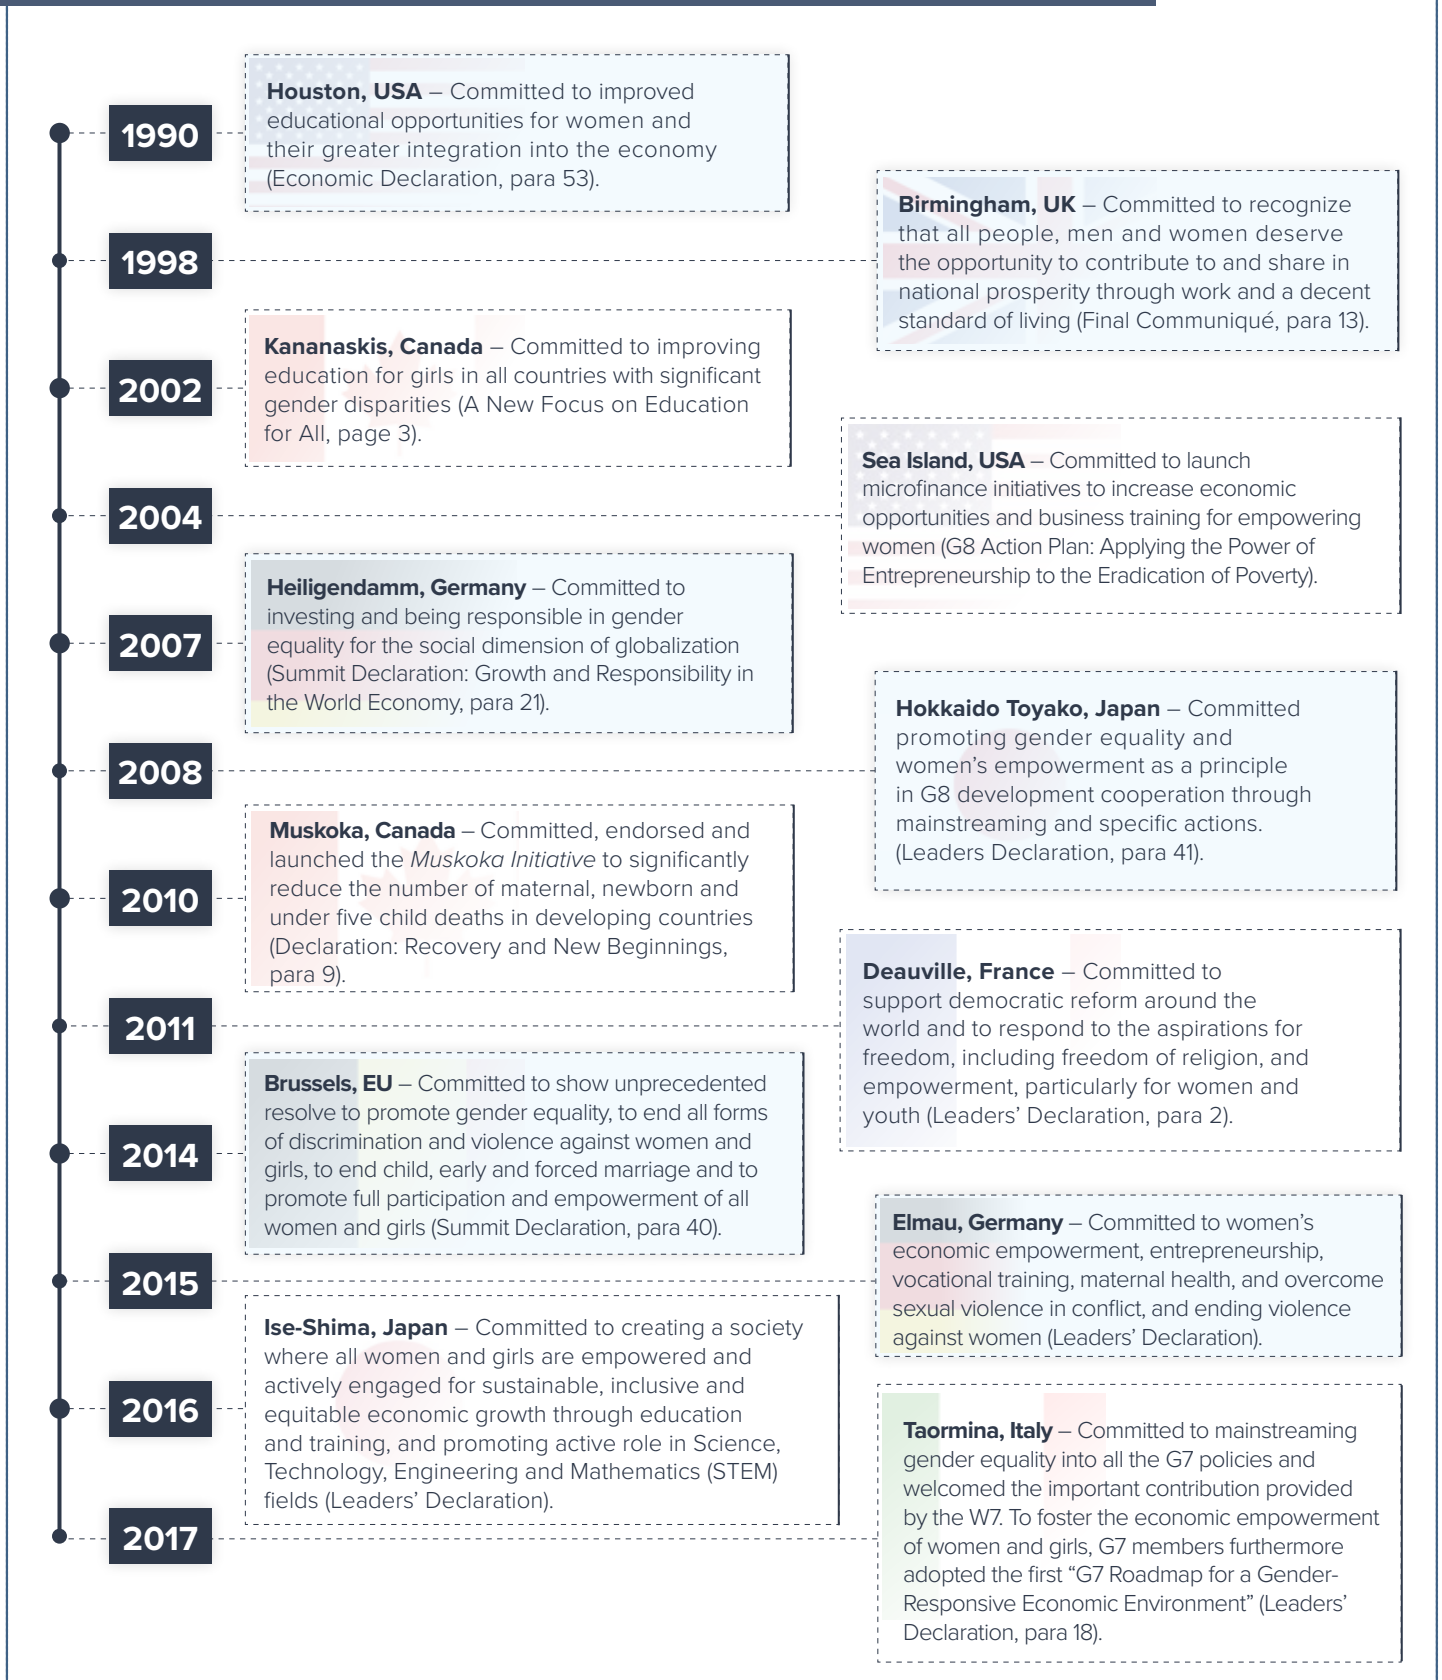 1990
Houston, USA – Committed to improved
educational opportunities for women and
their greater integration into the economy
(Economic Declaration, para 53).
1998
Birmingham, UK – Committed to recognize
that all people, men and women deserve
the opportunity to contribute to and share in
national prosperity through work and a decent
standard of living (Final Communiqué, para 13).
2002
Kananaskis, Canada – Committed to improving
education for girls in all countries with significant
gender disparities (A New Focus on Education
for All, page 3).
2004
Sea Island, USA – Committed to launch
microfinance initiatives to increase economic
opportunities and business training for empowering
women (G8 Action Plan: Applying the Power of
Entrepreneurship to the Eradication of Poverty).
2007
Heiligendamm, Germany – Committed to
investing and being responsible in gender
equality for the social dimension of globalization
(Summit Declaration: Growth and Responsibility in
the World Economy, para 21).
2008
Hokkaido Toyako, Japan – Committed
promoting gender equality and
women's empowerment as a principle
in G8 development cooperation through
mainstreaming and specific actions.
(Leaders Declaration, para 41).
2010
Muskoka, Canada – Committed, endorsed and
launched the Muskoka Initiative to significantly
reduce the number of maternal, newborn and
under five child deaths in developing countries
(Declaration: Recovery and New Beginnings,
para 9).
2011
Deauville, France – Committed to
support democratic reform around the
world and to respond to the aspirations for
freedom, including freedom of religion, and
empowerment, particularly for women and
youth (Leaders' Declaration, para 2).
2014
Brussels, EU – Committed to show unprecedented
resolve to promote gender equality, to end all forms
of discrimination and violence against women and
girls, to end child, early and forced marriage and to
promote full participation and empowerment of all
women and girls (Summit Declaration, para 40).
2015
Elmau, Germany – Committed to women's
economic empowerment, entrepreneurship,
vocational training, maternal health, and overcome
sexual violence in conflict, and ending violence
against women (Leaders' Declaration).
2016
Ise-Shima, Japan – Committed to creating a society
where all women and girls are empowered and
actively engaged for sustainable, inclusive and
equitable economic growth through education
and training, and promoting active role in Science,
Technology, Engineering and Mathematics (STEM)
fields (Leaders' Declaration).
2017
Taormina, Italy – Committed to mainstreaming
gender equality into all the G7 policies and
welcomed the important contribution provided
by the W7. To foster the economic empowerment
of women and girls, G7 members furthermore
adopted the first “G7 Roadmap for a Gender-
Responsive Economic Environment” (Leaders'
Declaration, para 18).